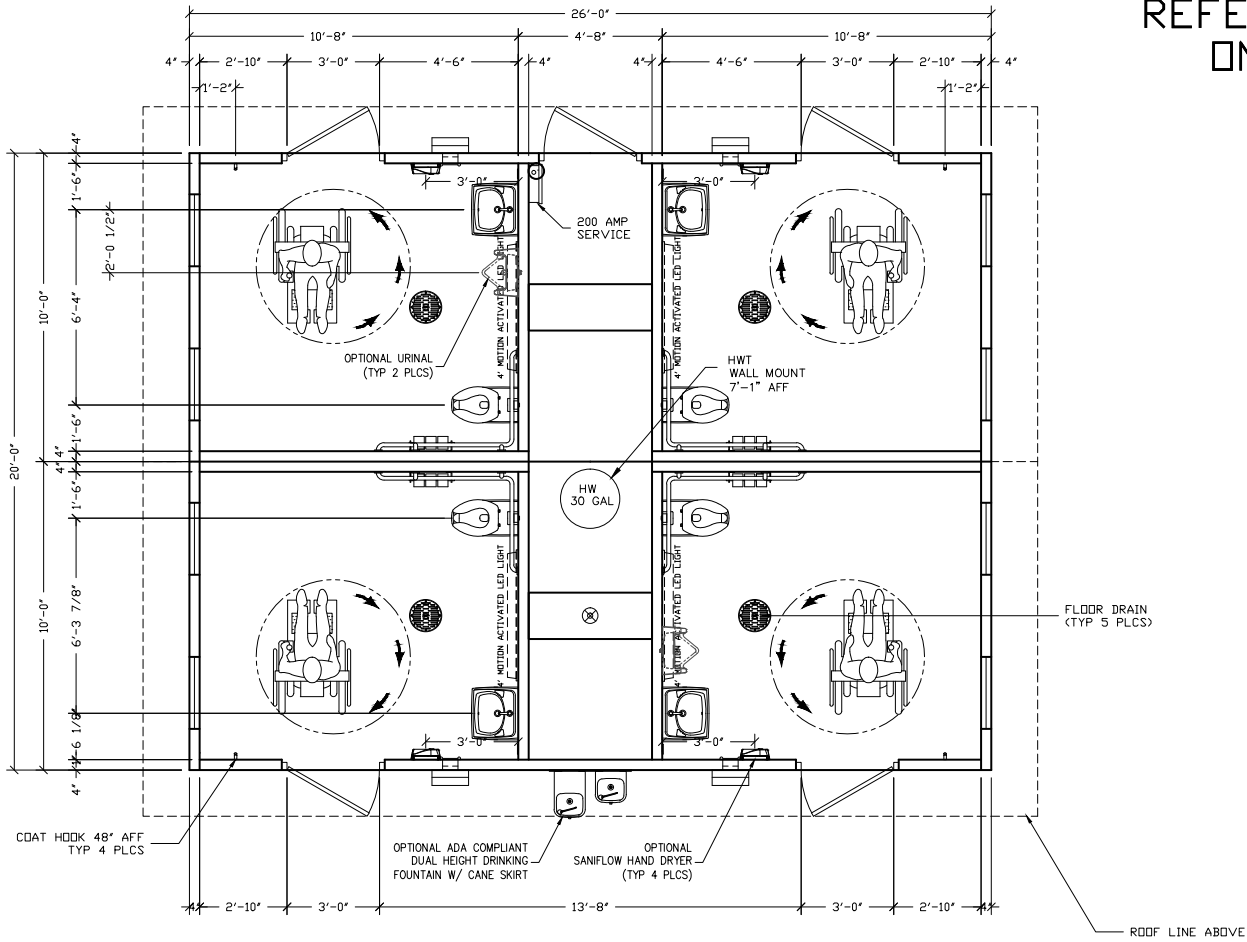 REFE
ON
26'-0"
10'-8"
4'-8"
10'-8"
4"
2'-10"
3'-0"
4'-6"
4"
4"
4'-6"
3'-0"
2'-10"
4"
1'-2"
1'-2"
4"
1'-6"
2'-0 1/2"
6'-4"
10'-0"
20'-0"
1'-6"
4"
4"
1'-6"
10'-0"
6'-3 7/8"
1'-6 1/8"
4"
3'-0"
3'-0"
200 AMP
SERVICE
4' MOTION ACTIVATED LED LIGHT
4' MOTION ACTIVATED LED LIGHT
OPTIONAL URINAL
(TYP 2 PLCS)
HWT
WALL MOUNT
7'-1" AFF
HW
30 GAL
4' MOTION ACTIVATED LED LIGHT
4' MOTION ACTIVATED LED LIGHT
FLOOR DRAIN
(TYP 5 PLCS)
3'-0"
3'-0"
COAT HOOK 48" AFF
TYP 4 PLCS
OPTIONAL ADA COMPLIANT
DUAL HEIGHT DRINKING
FOUNTAIN W/ CANE SKIRT
OPTIONAL
SANIFLOW HAND DRYER
(TYP 4 PLCS)
4"
2'-10"
3'-0"
13'-8"
3'-0"
2'-10"
4"
ROOF LINE ABOVE